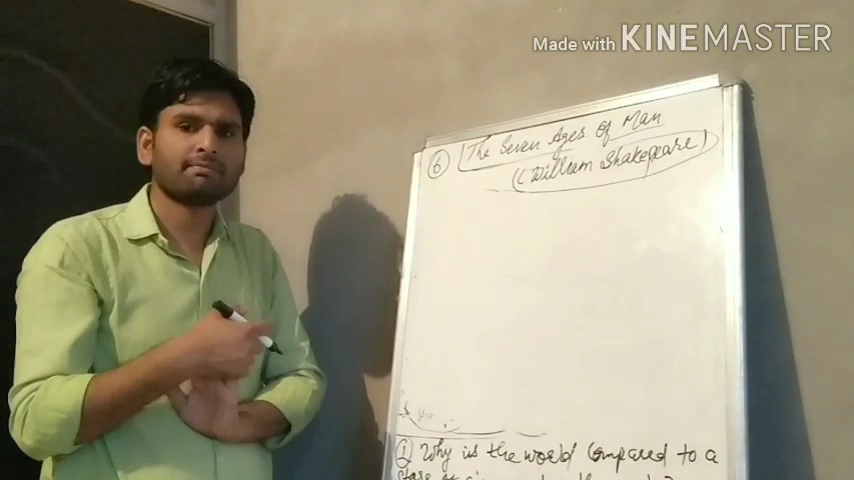 Made with KINEMASTER
6 The Seven Ages of Man
(William Shakespeare)
1 Why is the world compared to a